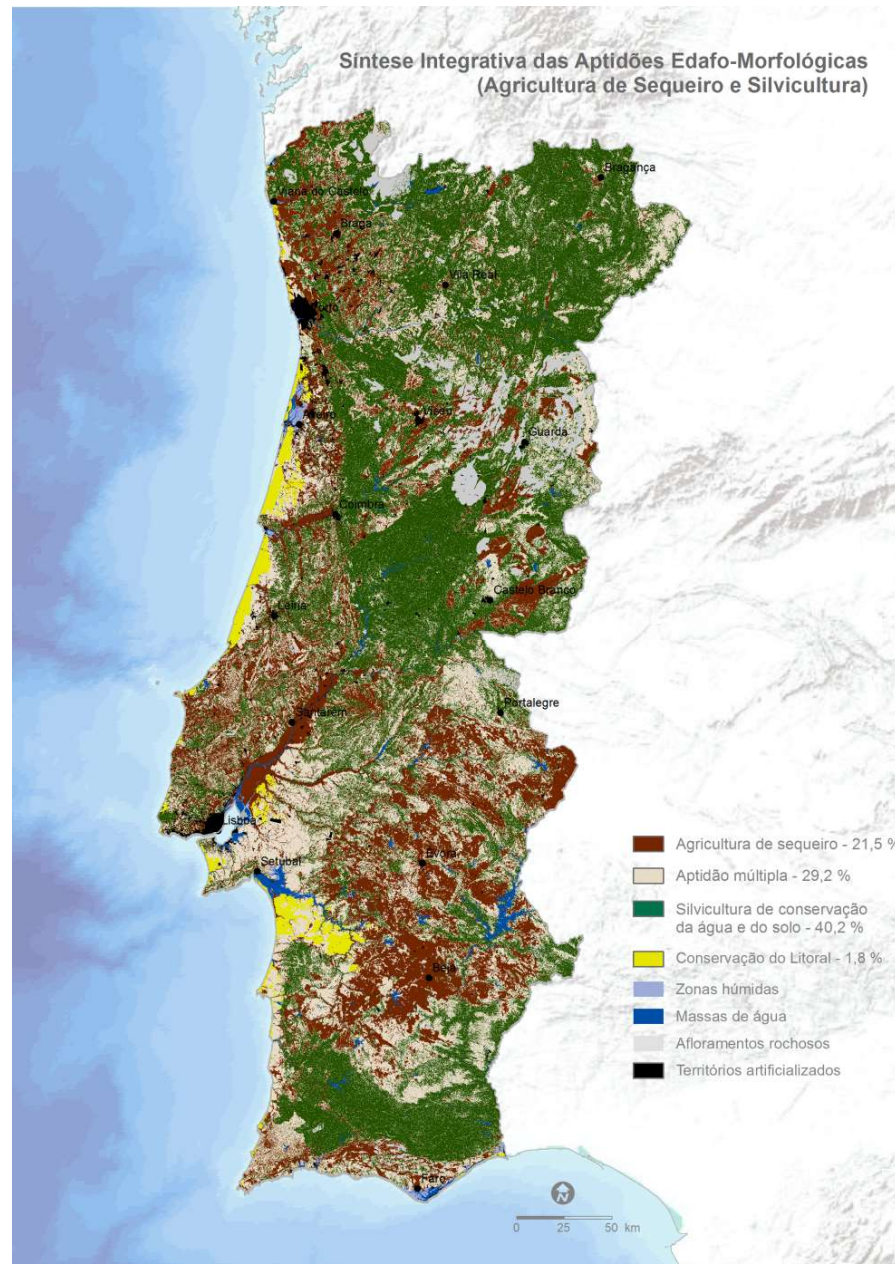 Síntese Integrativa das Aptidões Edafo-Morfológicas
(Agricultura de Sequeiro e Silvicultura)
Bragança
Viana do Castelo
Braga
Vila Real
Viseu
Guarda
Coimbra
Castelo Branco
Leiria
Portalegre
Santarém
Lisboa
Évora
Setúbal
Beja
Faro
Agricultura de sequeiro - 21,5 %
Aptidão múltipla - 29,2 %
Silvicultura de conservação
da água e do solo - 40,2 %
Conservação do Litoral - 1,8 %
Zonas húmidas
Massas de água
Afloramentos rochosos
Territórios artificializados
N
0 25 50 km